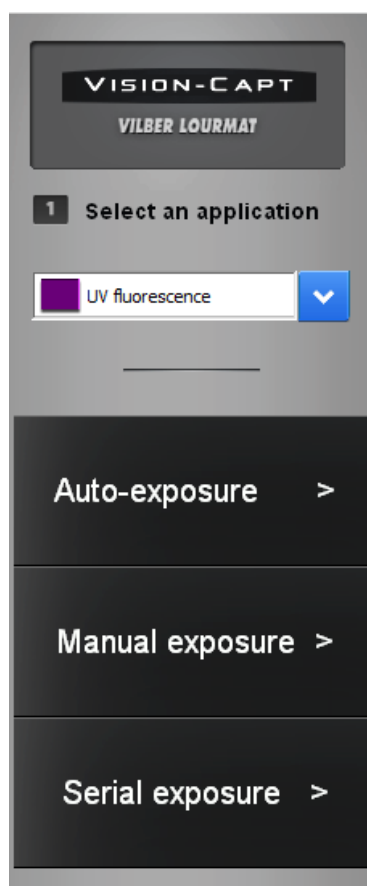 VISION-CAPT
VILBER LOURMAT
1 Select an application
UV fluorescence
Auto-exposure >
Manual exposure >
Serial exposure >